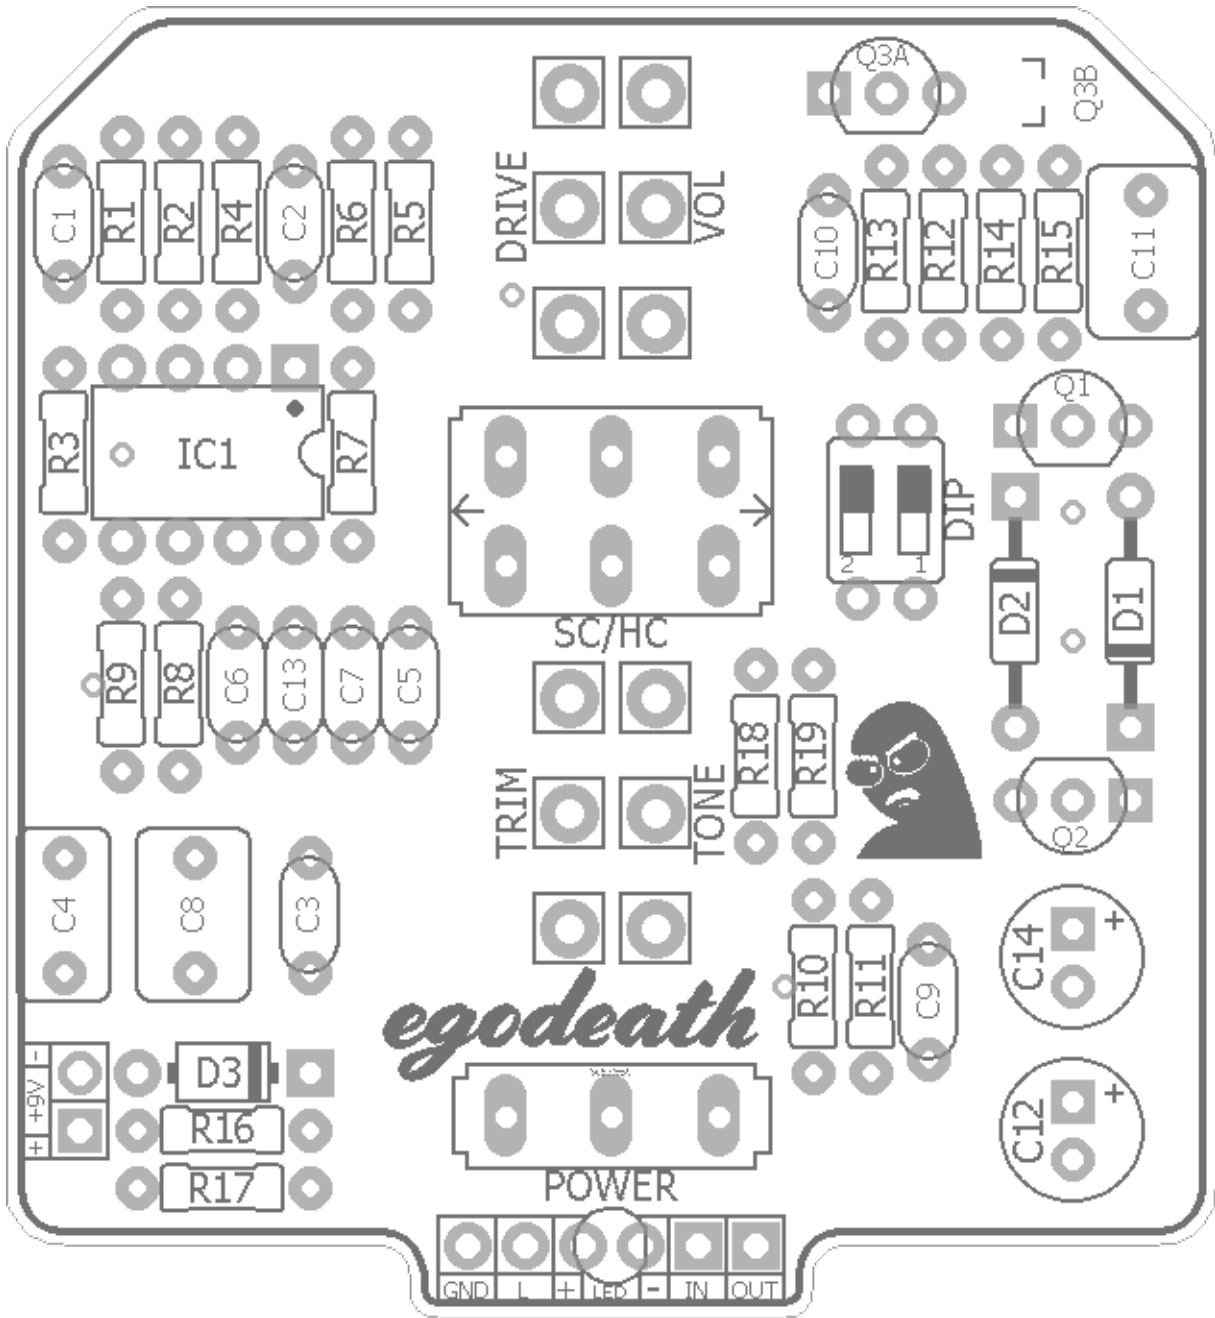 Q3A
Q3B
DRIVE
VOL
C1
R1
R2
R4
C2
R6
R5
C10
R13
R12
R14
R15
C11
Q1
R3
IC1
R7
DIP
2
1
SC/HC
D2
D1
R9
R8
C6
C13
C7
C5
R18
R19
TRIM
TONE
Q2
C4
C8
C3
R10
R11
C9
C14
+
egodeath
- +9V +
D3
R16
R17
C12
+
POWER
GND L + LED - IN OUT